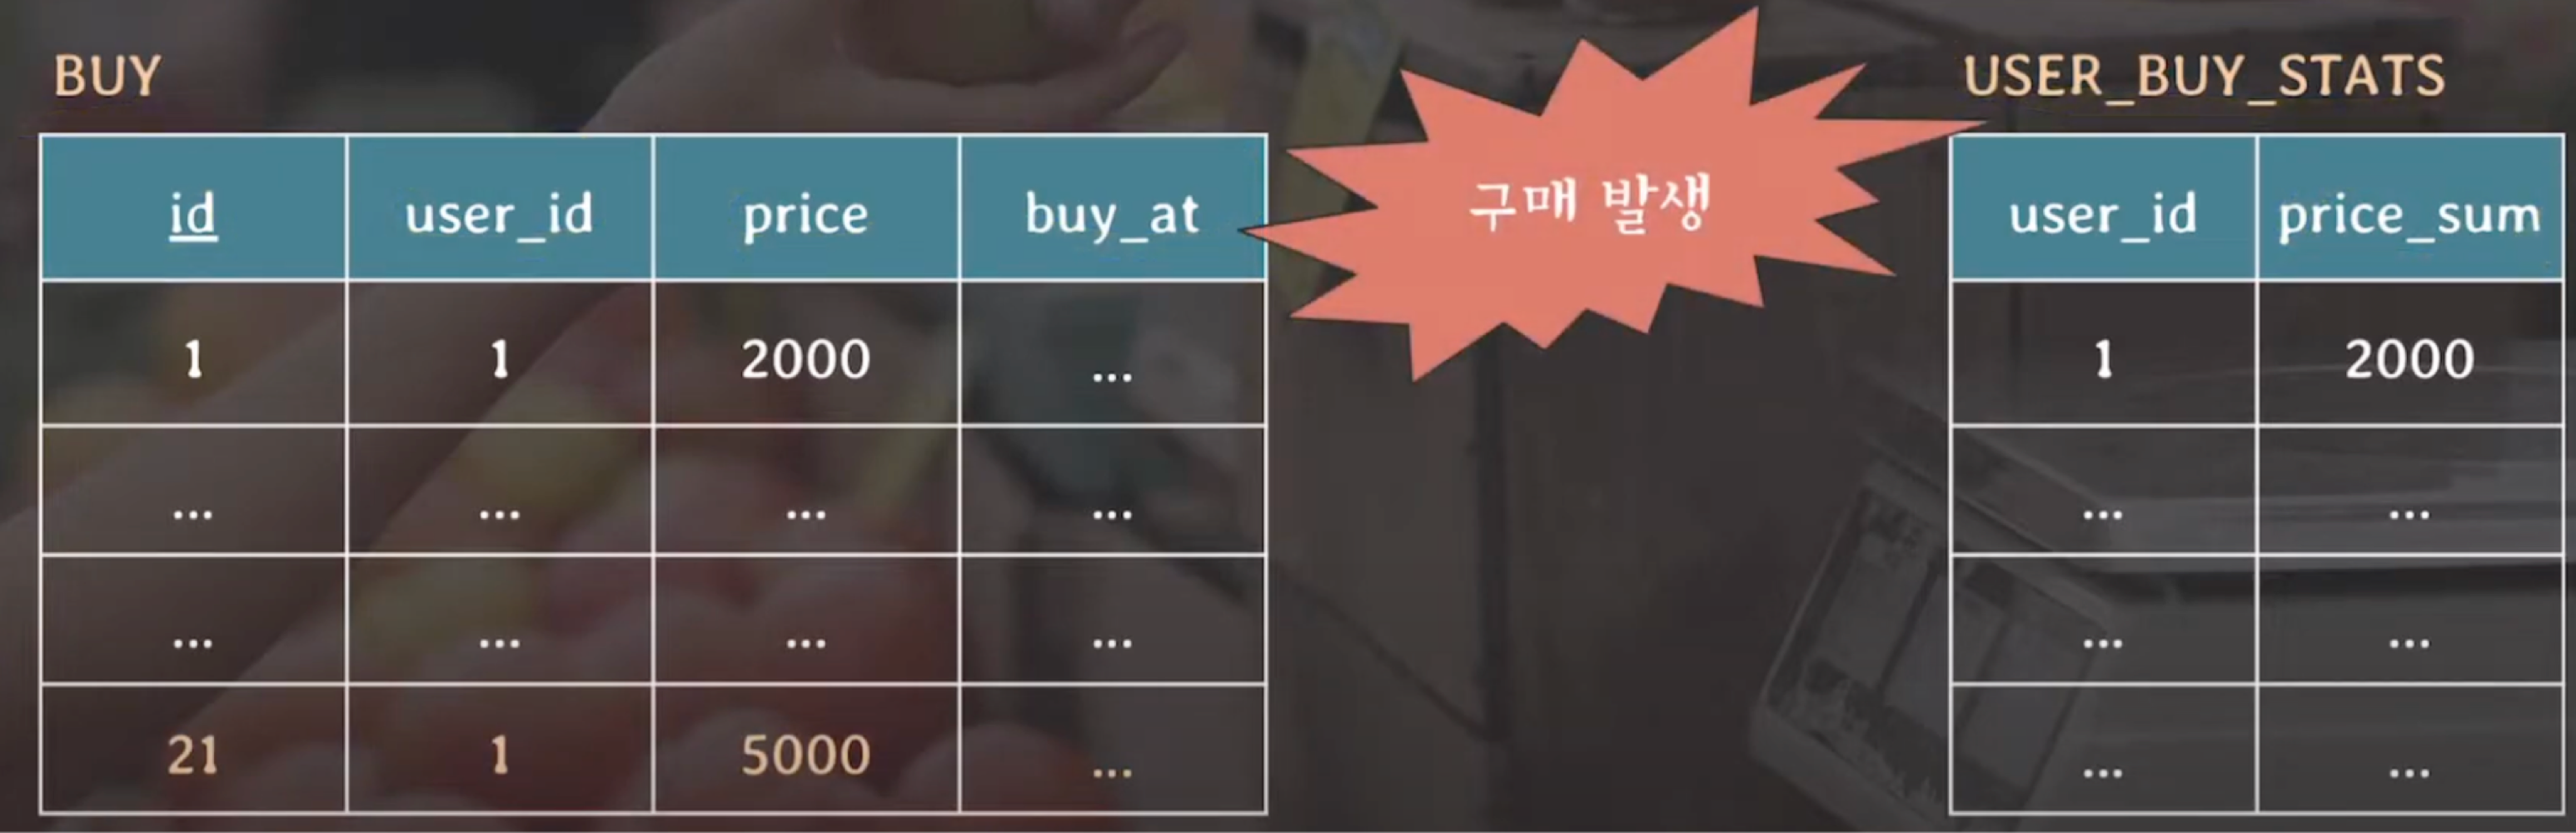 BUY
id user_id price buy_at
1 1 2000 ...
... ... ... ...
... ... ... ...
21 1 5000 ...
구매 발생
USER_BUY_STATS
user_id price_sum
1 2000
... ...
... ...
... ...